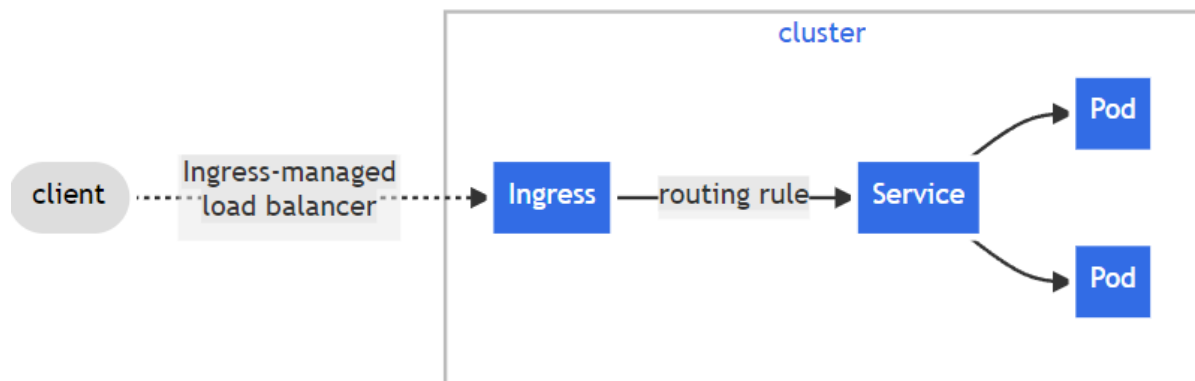 cluster
client
Ingress-managed
load balancer
Ingress
routing rule
Service
Pod
Pod